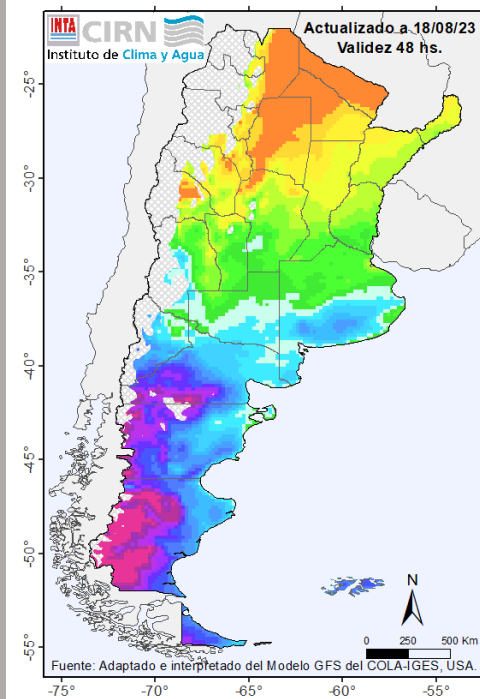 INTA CIRN
Instituto de Clima y Agua
Actualizado a 18/08/23
Validez 48 hs.
-25°
-30°
-35°
-40°
-45°
-50°
-55°
N
0 250 500 Km
Fuente: Adaptado e interpretado del Modelo GFS del COLA-IGES, USA.
-75° -70° -65° -60° -55°